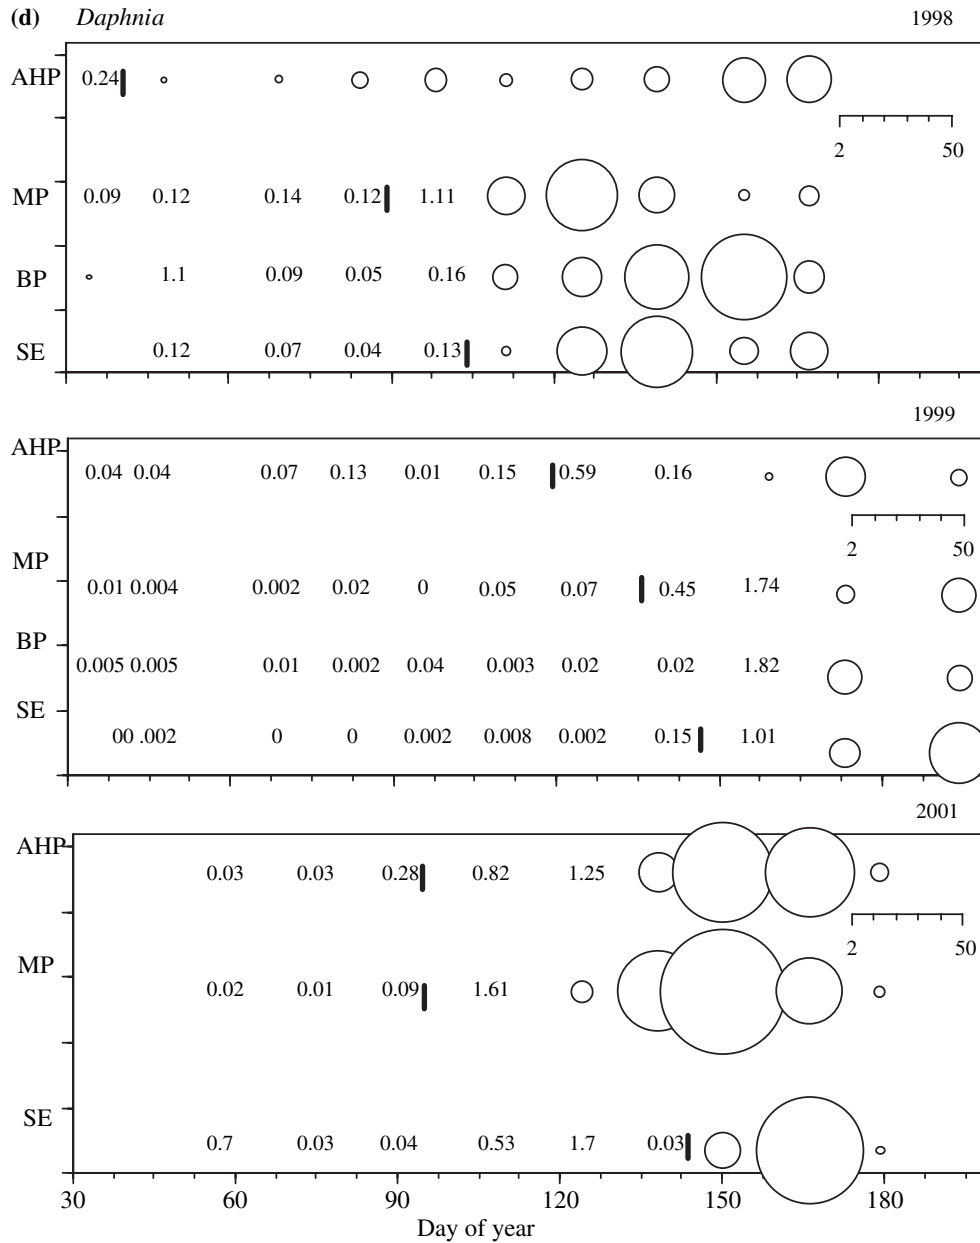 (d) Daphnia 1998
AHP 0.24
2 50
MP 0.09 0.12 0.14 0.12 1.11
BP 1.1 0.09 0.05 0.16
SE 0.12 0.07 0.04 0.13
1999
AHP 0.04 0.04 0.07 0.13 0.01 0.15 0.59 0.16
2 50
MP 0.01 0.004 0.002 0.02 0 0.05 0.07 0.45 1.74
BP 0.005 0.005 0.01 0.002 0.04 0.003 0.02 0.02 1.82
SE 00 .002 0 0 0.002 0.008 0.002 0.15 1.01
2001
AHP 0.03 0.03 0.28 0.82 1.25
2 50
MP 0.02 0.01 0.09 1.61
SE 0.7 0.03 0.04 0.53 1.7 0.03
30 60 90 120 150 180
Day of year